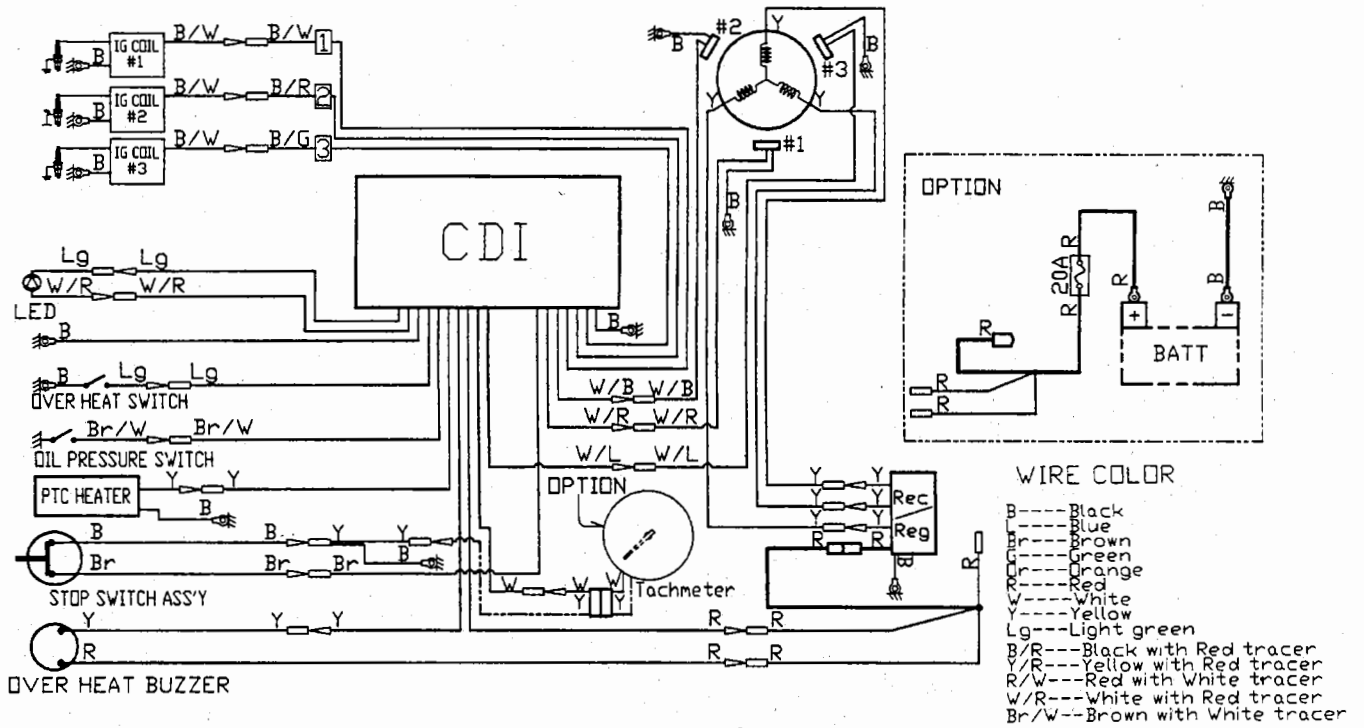 B/W B/W 1
IG COIL
#1
B
B/W B/R 2
IG COIL
#2
B
B/W B/G 3
IG COIL
#3
B
#2
B
Y
B
#3
Y Y
#1
B
CDI
Lg Lg
W/R W/R
LED
B
B
B Lg Lg
OVER HEAT SWITCH
Br/W Br/W
OIL PRESSURE SWITCH
PTC HEATER
Y Y
B
W/B W/B
W/R W/R
W/L W/L
OPTION
Tachmeter
W W W
Y Y
B B Y Y Y
B
Br Br Br
STOP SWITCH ASS'Y
Y Y Y
R
OVER HEAT BUZZER
R R
R R
Y Y
Y Y
Y Y
R R
Rec
Reg
B
R
OPTION
R
20A
R
R
B
B
+
-
BATT
R
R
R
WIRE COLOR
B----Black
L----Blue
Br---Brown
G----Green
Or---Orange
R----Red
W----White
Y----Yellow
Lg---Light green
B/R---Black with Red tracer
Y/R---Yellow with Red tracer
R/W---Red with White tracer
W/R---White with Red tracer
Br/W--Brown with White tracer